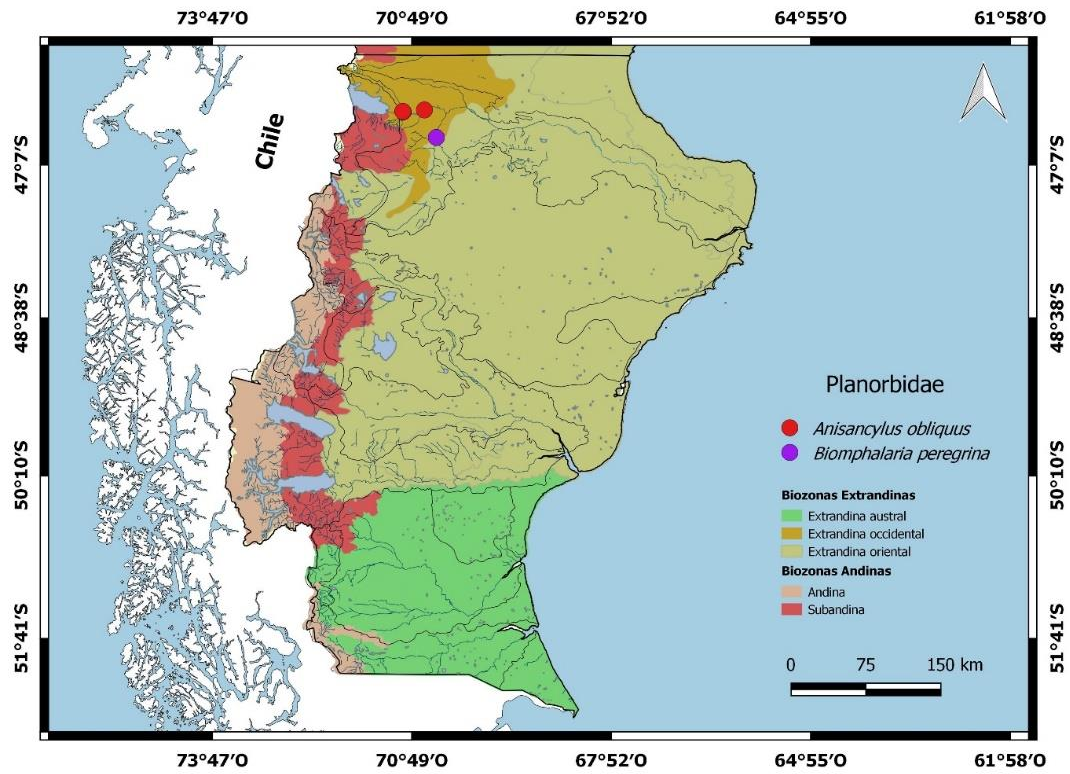 73°47'O 70°49'O 67°52'O 64°55'O 61°58'O
Chile
47°7'S 47°7'S
48°38'S 48°38'S
Planorbidae
Anisancylus obliquus
Biomphalaria peregrina
50°10'S 50°10'S
Biozonas Extrandinas
Extrandina austral
Extrandina occidental
Extrandina oriental
Biozonas Andinas
Andina
Subandina
51°41'S 51°41'S
0 75 150 km
73°47'O 70°49'O 67°52'O 64°55'O 61°58'O